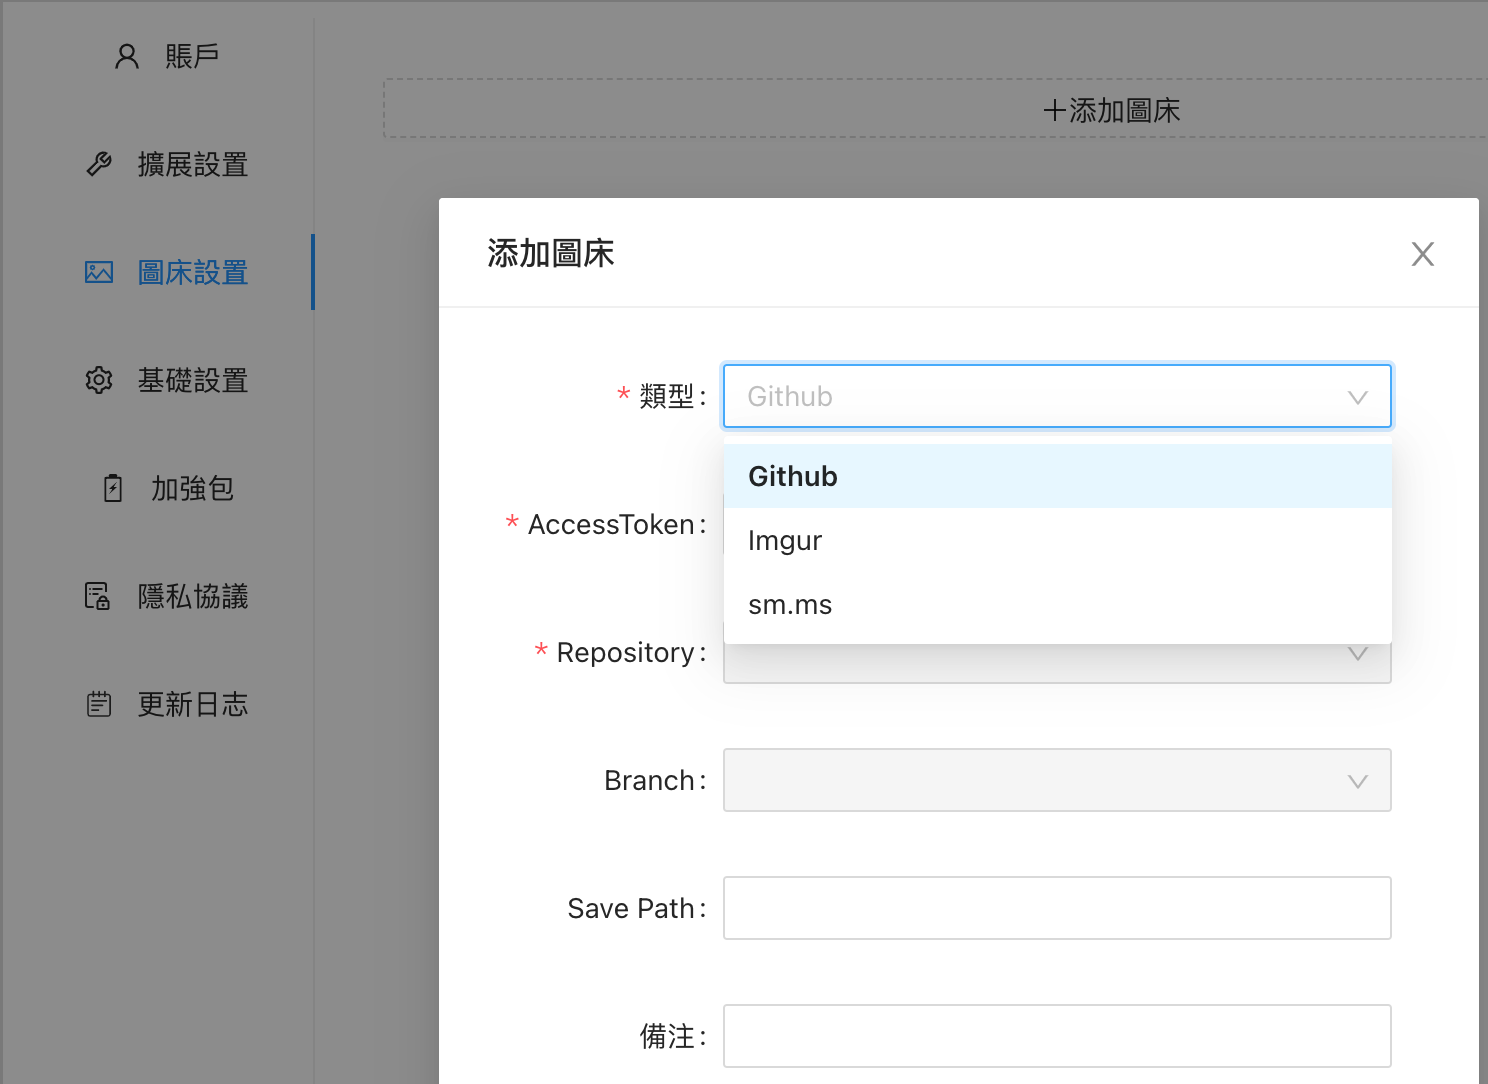 賬戶
擴展設置
圖床設置
基礎設置
加強包
隱私協議
更新日志
+添加圖床
添加圖床
* 類型: Github
Github
Imgur
sm.ms
* AccessToken:
* Repository:
Branch:
Save Path:
備注: